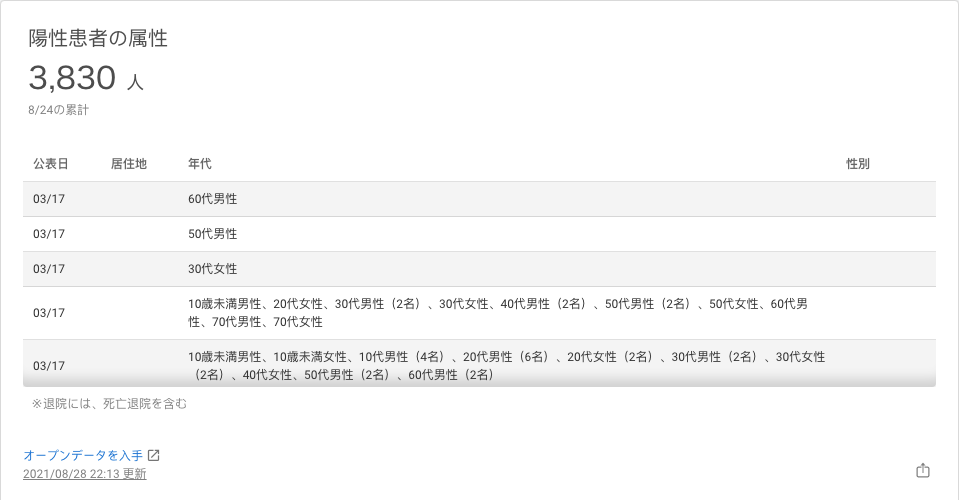 陽性患者の属性
3,830 人
8/24の累計
公表日 居住地 年代 性別
03/17 60代男性
03/17 50代男性
03/17 30代女性
03/17 10歳未満男性、20代女性、30代男性（2名）、30代女性、40代男性（2名）、50代男性（2名）、50代女性、60代男
性、70代男性、70代女性
03/17 10歳未満男性、10歳未満女性、10代男性（4名）、20代男性（6名）、20代女性（2名）、30代男性（2名）、30代女性
（2名）、40代女性、50代男性（2名）、60代男性（2名）
※退院には、死亡退院を含む
オープンデータを入手
2021/08/28 22:13 更新